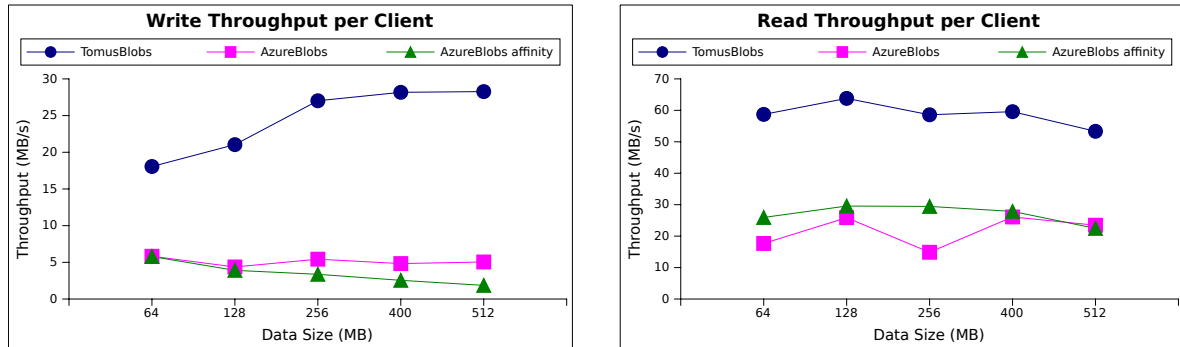 Write Throughput per Client
TomusBlobs AzureBlobs AzureBlobs affinity
30
25
20
15
10
5
0
Throughput (MB/s)
64 128 256 400 512
Data Size (MB)
Read Throughput per Client
TomusBlobs AzureBlobs AzureBlobs affinity
70
60
50
40
30
20
10
0
Throughput (MB/s)
64 128 256 400 512
Data Size (MB)